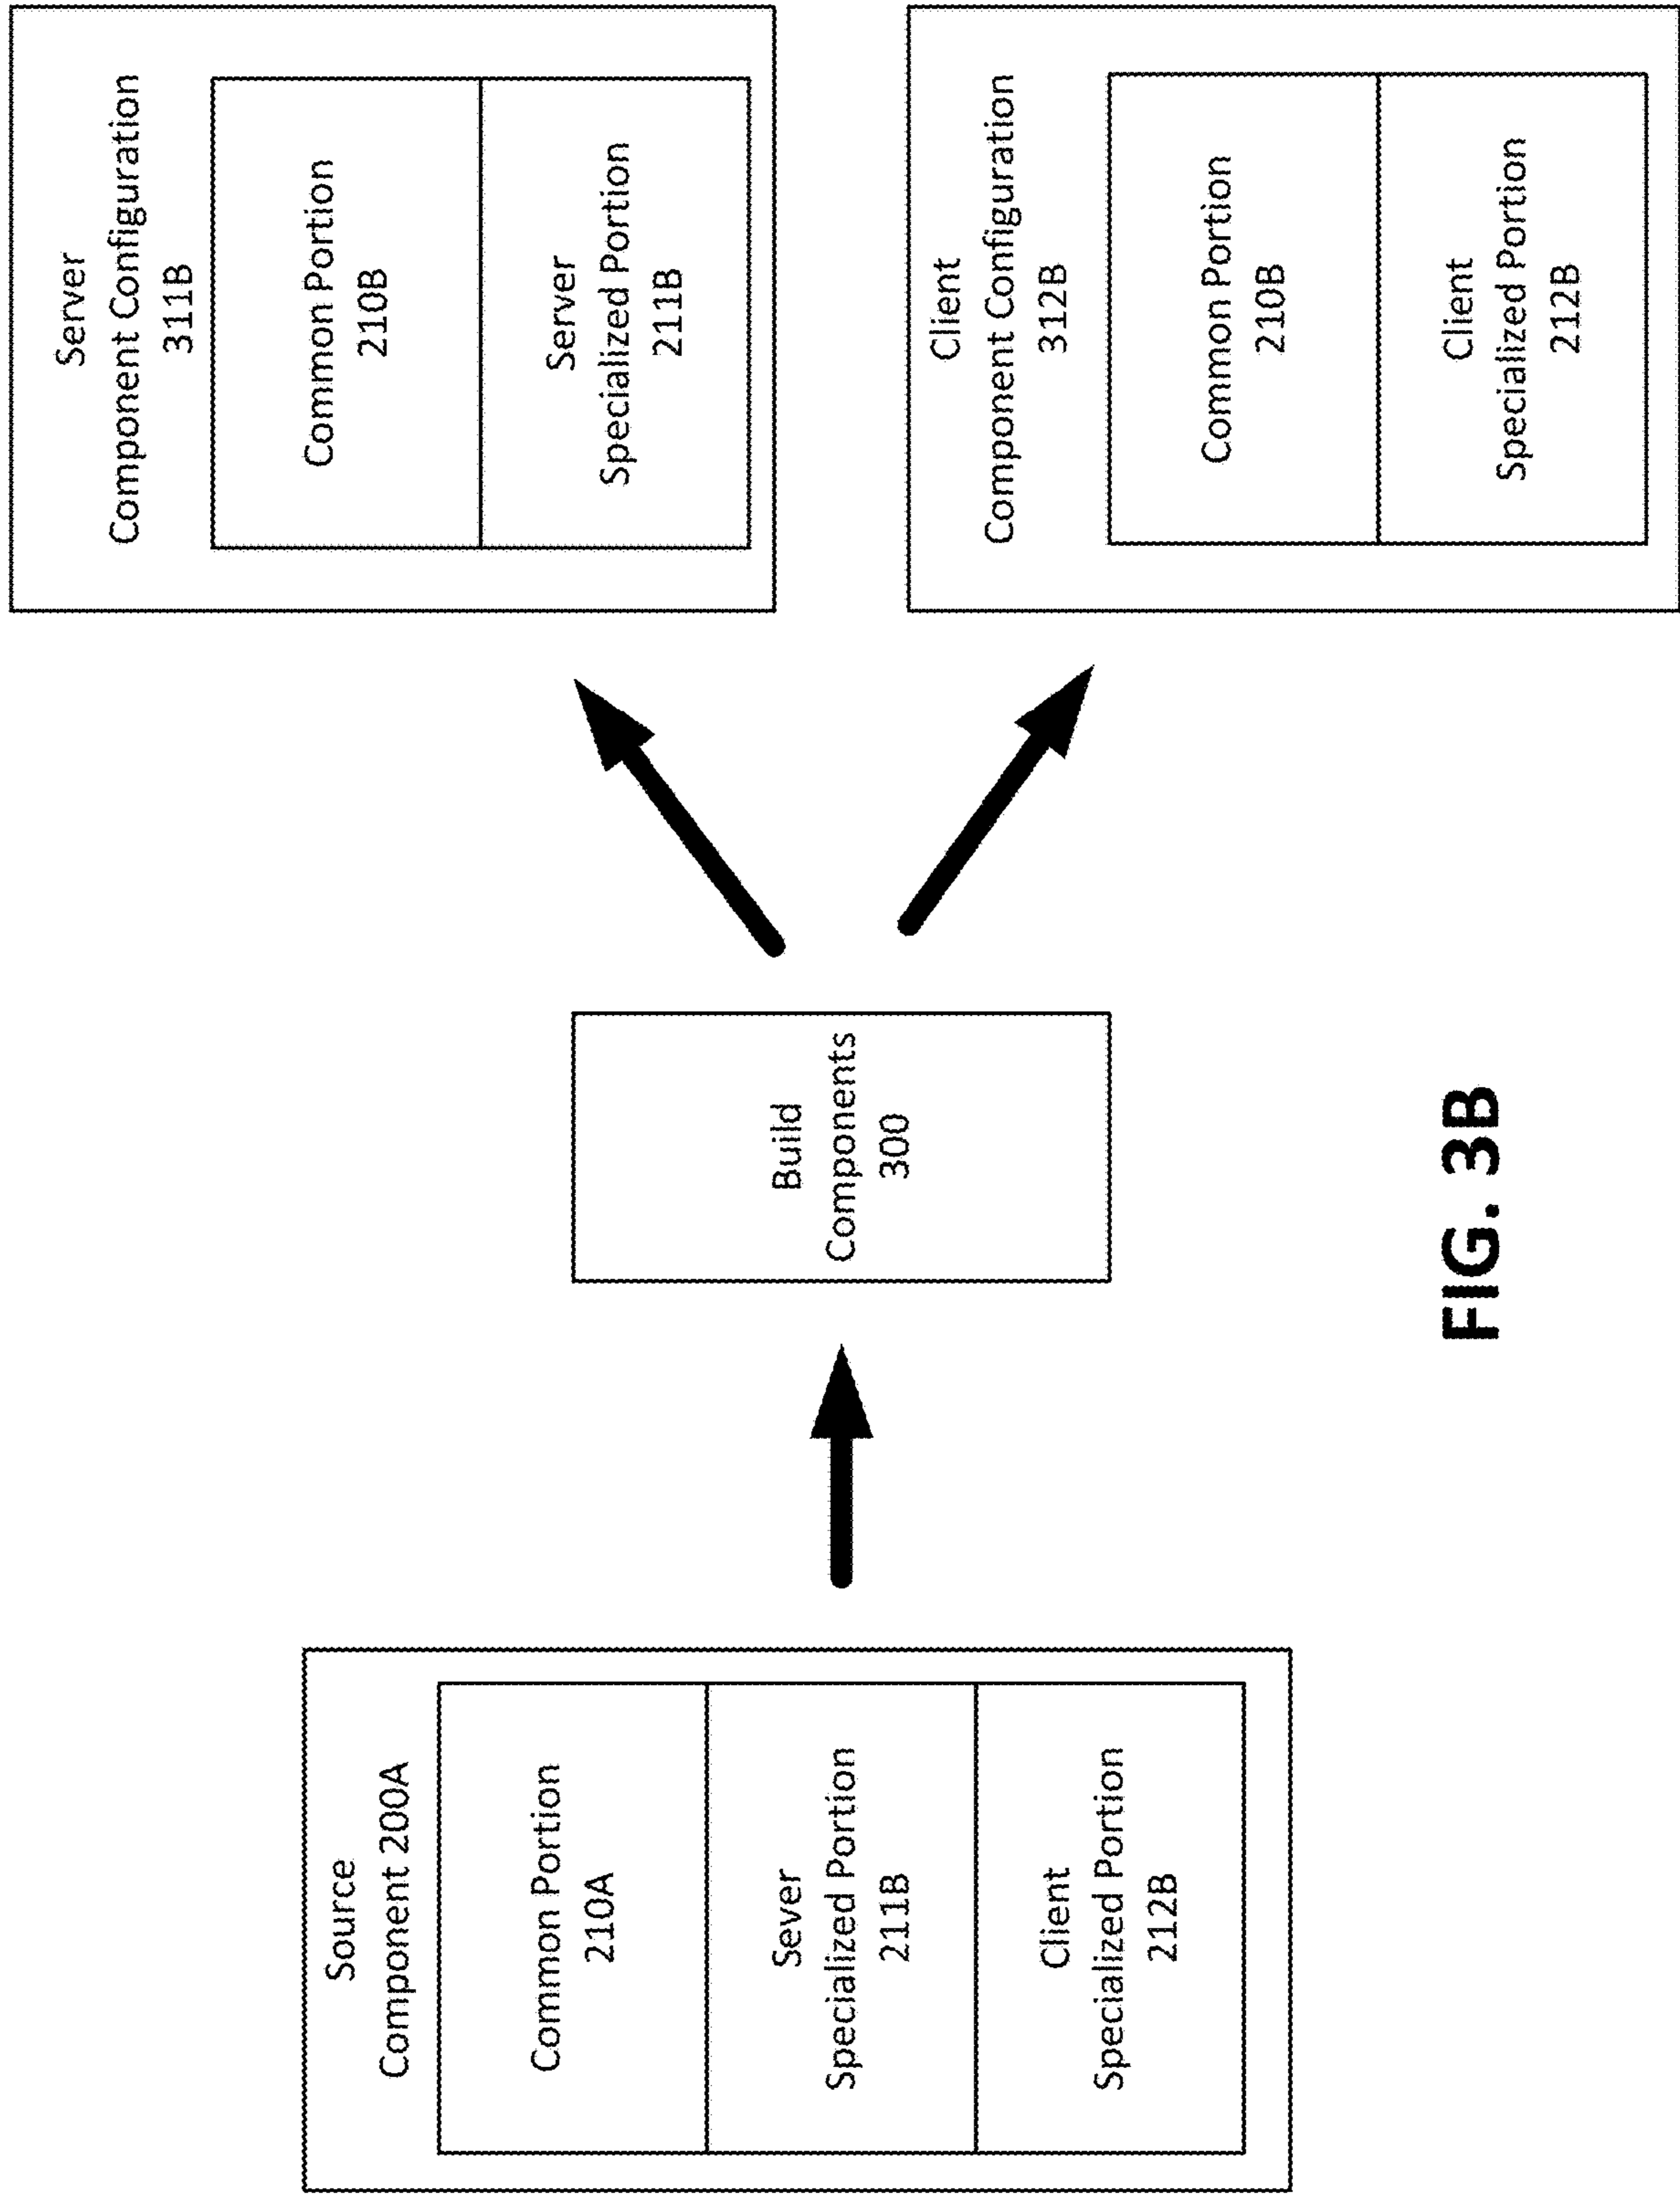 Source
Component 200A
Common Portion
210A
Sever
Specialized Portion
211B
Client
Specialized Portion
212B
Build
Components
300
Server
Component Configuration
311B
Common Portion
210B
Server
Specialized Portion
211B
Client
Component Configuration
312B
Common Portion
210B
Client
Specialized Portion
212B
FIG. 3B